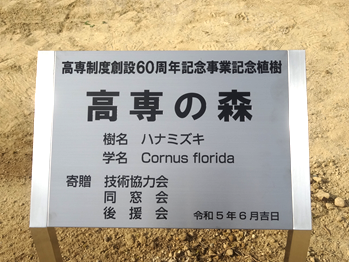 高専制度創設60周年記念事業記念植樹
高専の森
樹名 ハナミズキ
学名 Cornus florida
寄贈 技術協力会
同窓会
後援会 令和5年6月吉日